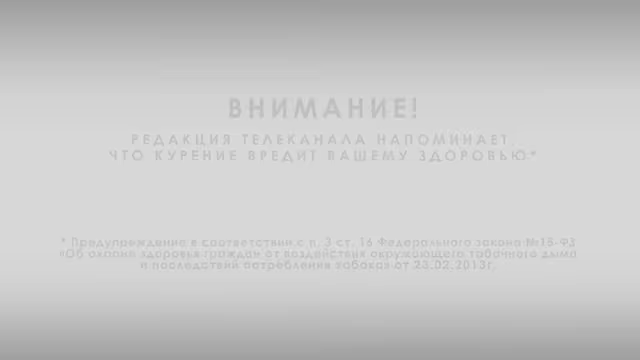 ВНИМАНИЕ!
РЕДАКЦИЯ ТЕЛЕКАНАЛА НАПОМИНАЕТ,
ЧТО КУРЕНИЕ ВРЕДИТ ВАШЕМУ ЗДОРОВЬЮ*
* Предупреждение в соответствии с п. 3 ст. 16 Федерального закона №15-ФЗ
«Об охране здоровья граждан от воздействия окружающего табачного дыма
и последствий потребления табака» от 23.02.2013г.